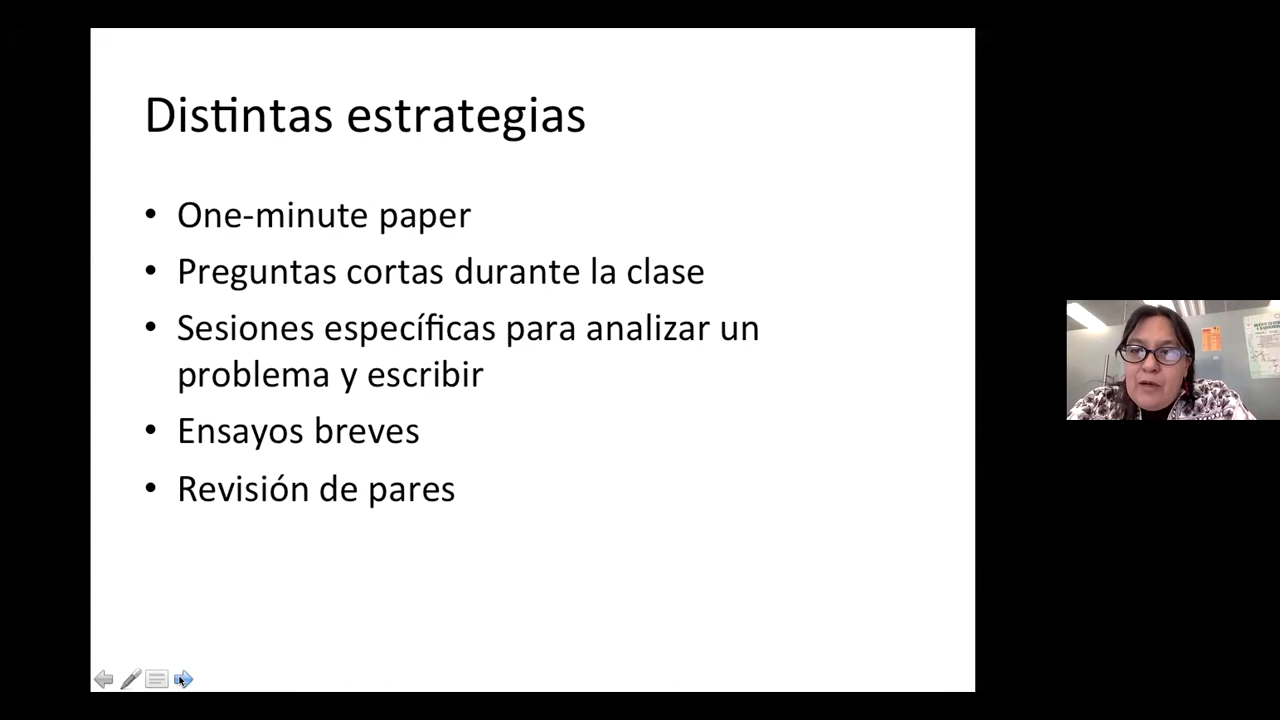 Distintas estrategias
• One-minute paper
• Preguntas cortas durante la clase
• Sesiones específicas para analizar un
problema y escribir
• Ensayos breves
• Revisión de pares